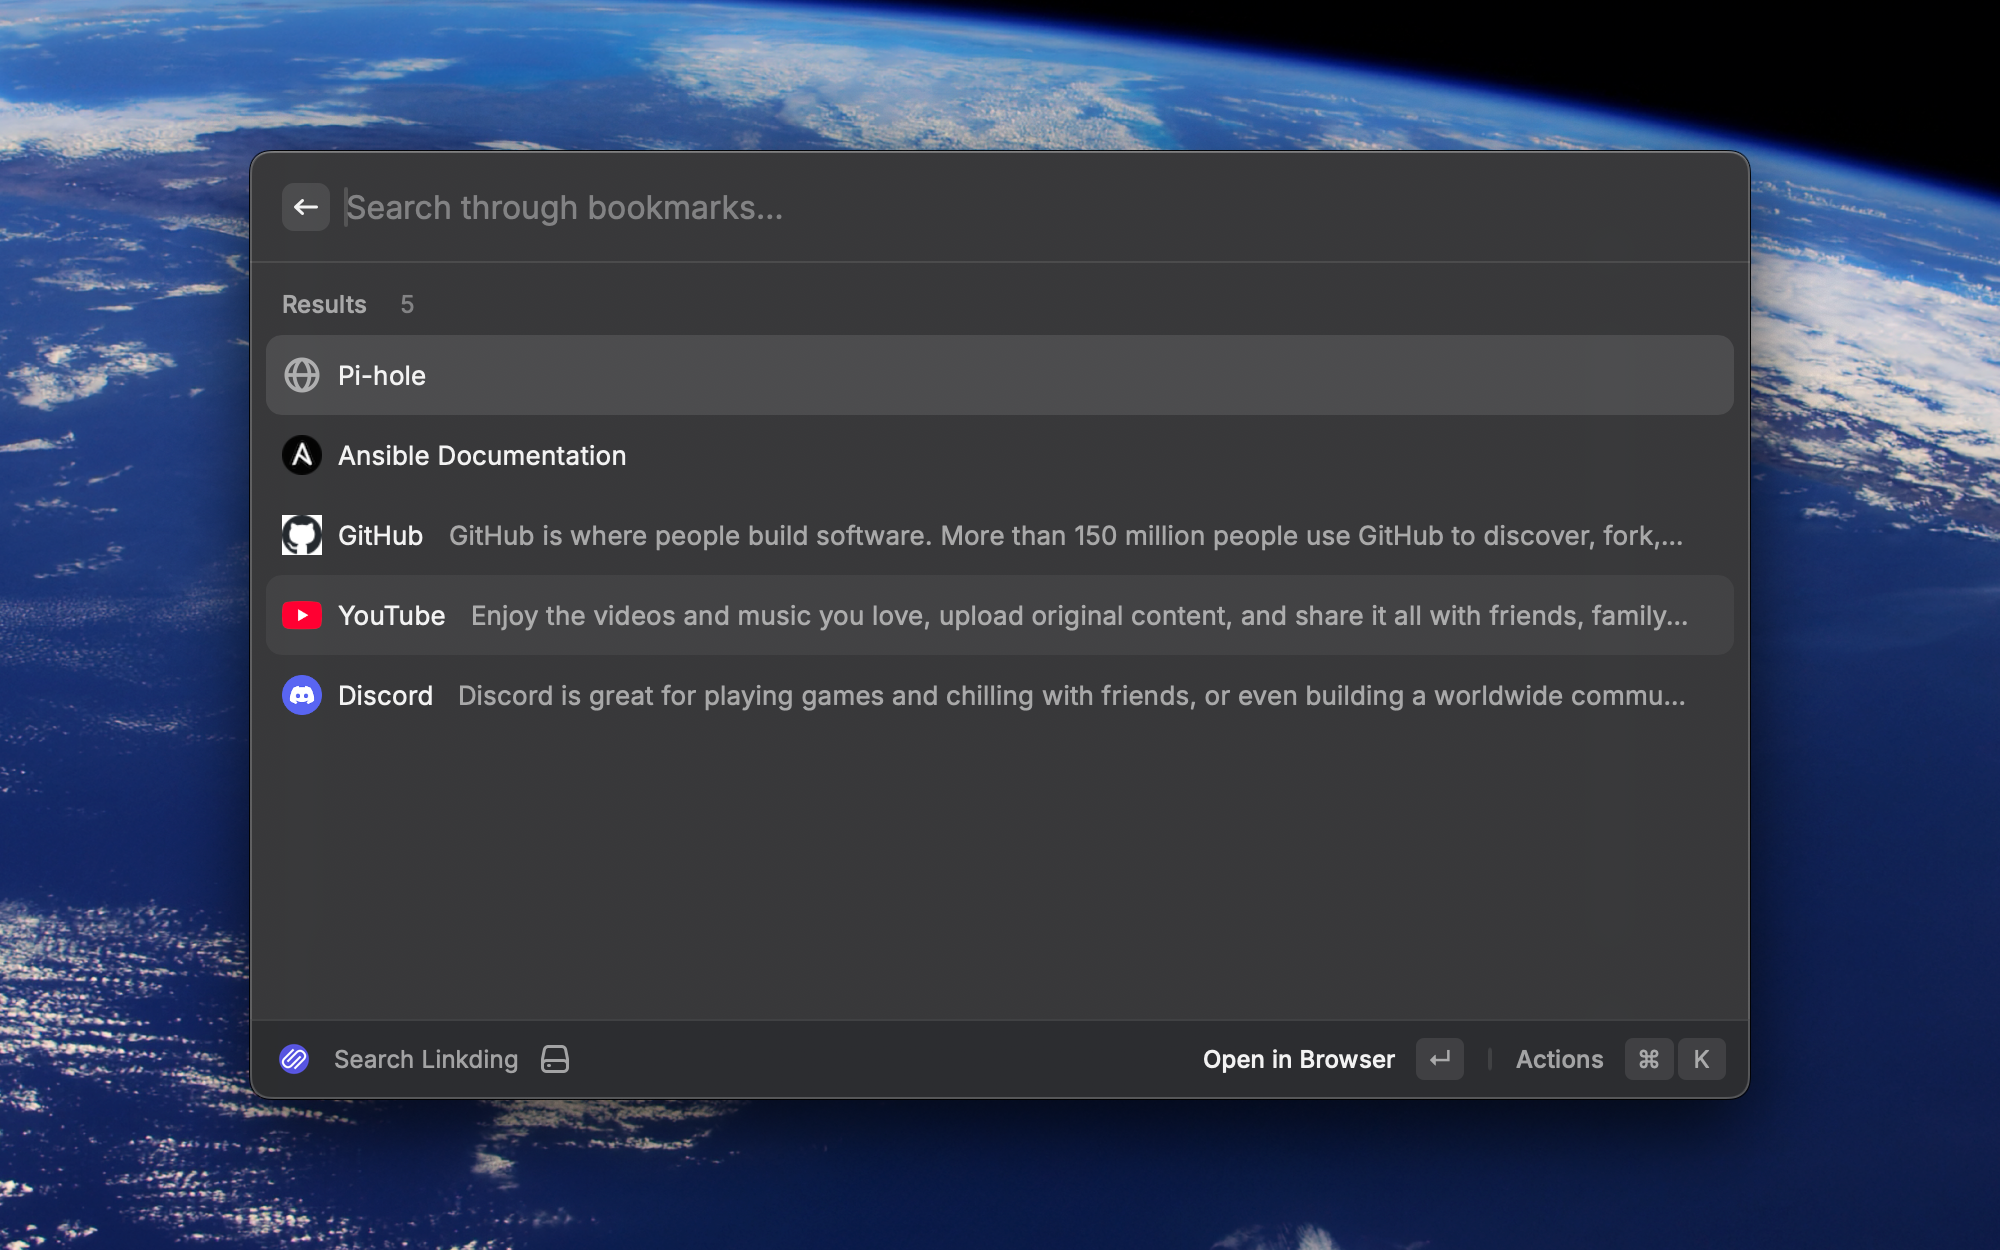 Search through bookmarks...
Results 5
Pi-hole
Ansible Documentation
GitHub GitHub is where people build software. More than 150 million people use GitHub to discover, fork,...
YouTube Enjoy the videos and music you love, upload original content, and share it all with friends, family...
Discord Discord is great for playing games and chilling with friends, or even building a worldwide commu...
Search Linkding Open in Browser ↵ Actions ⌘ K